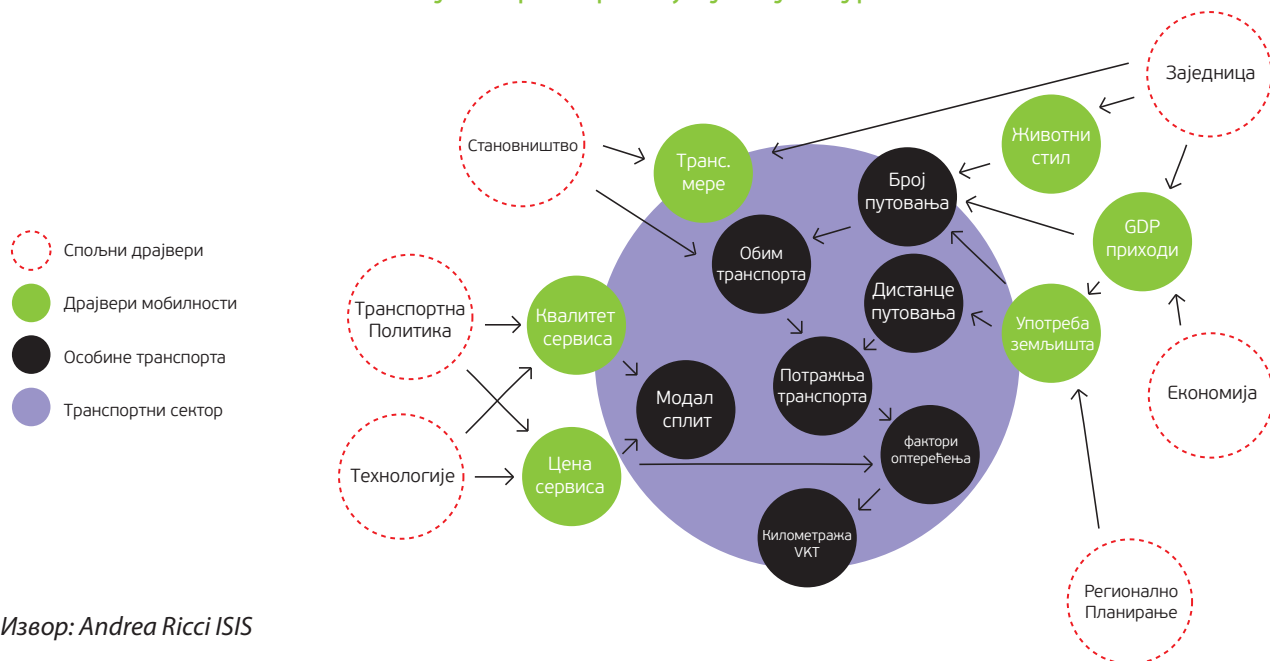 Заједница
Становништво
Транс.
мере
Број
путовања
Животни
стил
GDP
приходи
Обим
транспорта
Спољни драјвери
Драјвери мобилности
Особине транспорта
Транспортни сектор
Транспортна
Политика
Квалитет
сервиса
Дистанце
путовања
Употреба
земљишта
Потражња
транспорта
Модал
сплит
Економија
фактори
оптерећења
Технологије
Цена
сервиса
Километража
VKT
Регионално
Планирање
Извор: Andrea Ricci ISIS